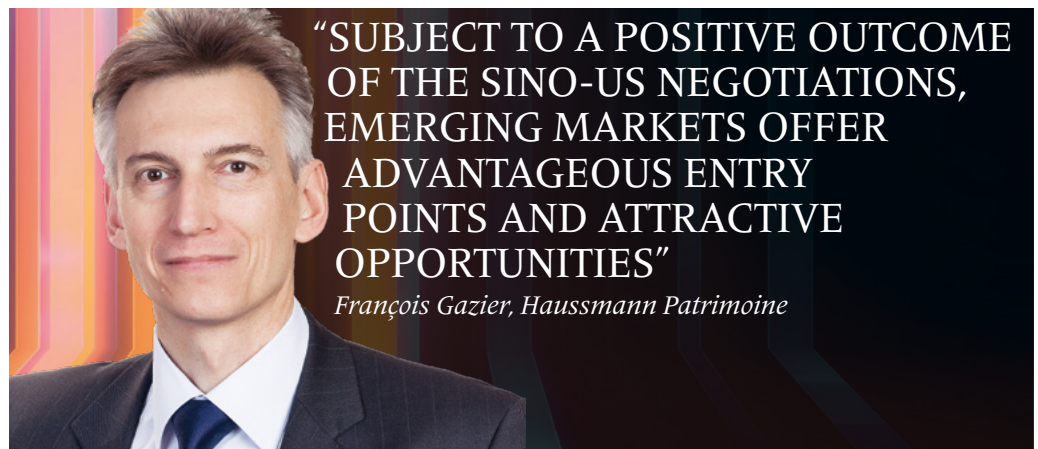 “SUBJECT TO A POSITIVE OUTCOME
OF THE SINO-US NEGOTIATIONS,
EMERGING MARKETS OFFER
ADVANTAGEOUS ENTRY
POINTS AND ATTRACTIVE
OPPORTUNITIES”
François Gazier, Haussmann Patrimoine